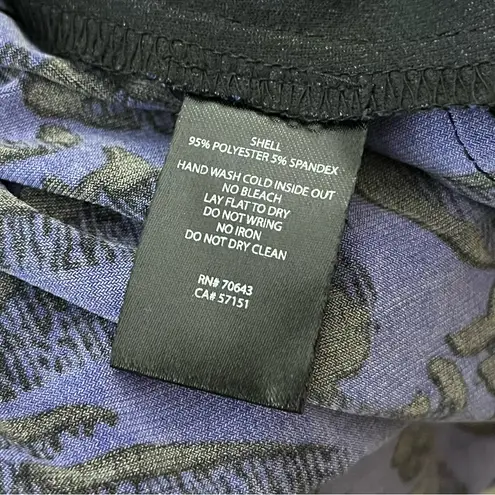 SHELL
95% POLYESTER 5% SPANDEX
HAND WASH COLD INSIDE OUT
NO BLEACH
LAY FLAT TO DRY
DO NOT WRING
NO IRON
DO NOT DRY CLEAN
RN# 70643
CA# 57151